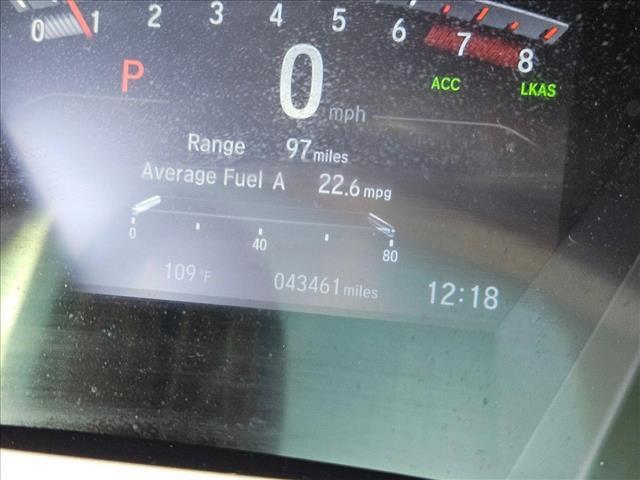 0 1 2 3 4 5 6 7 8
P 0 mph ACC LKAS
Range 97 miles
Average Fuel A 22.6 mpg
0 40 80
109 °F 043461 miles 12:18